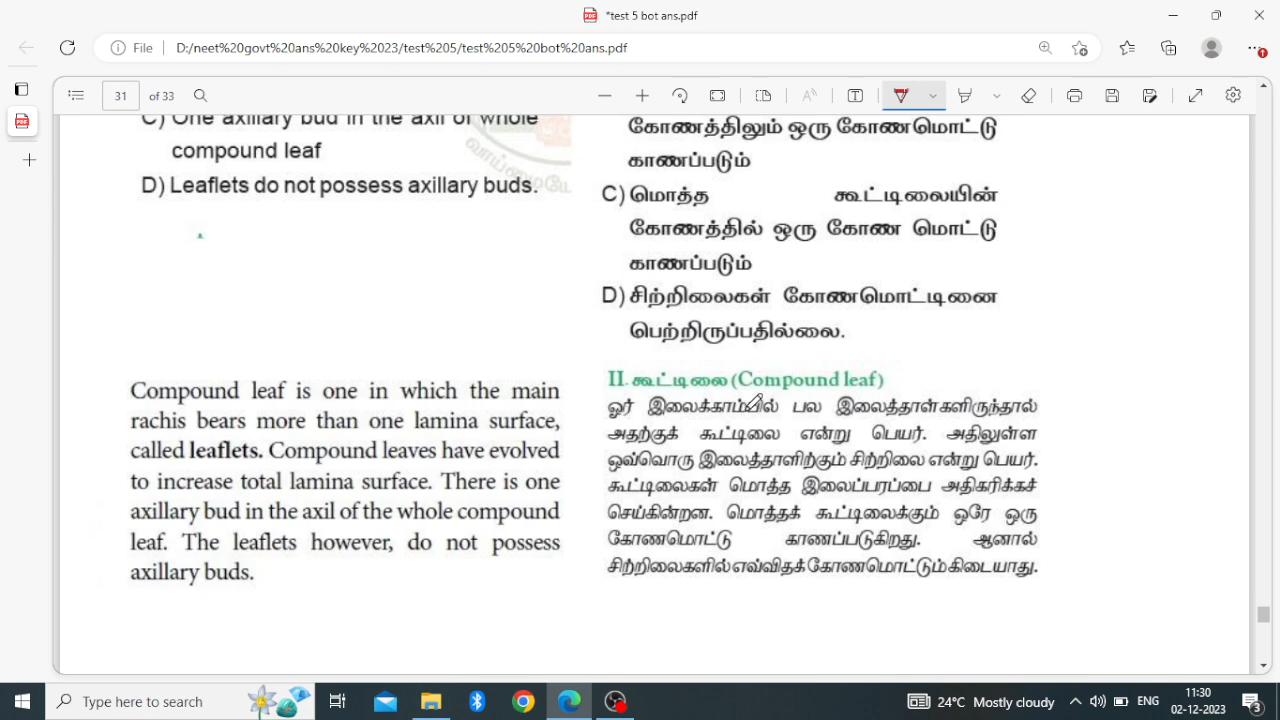 *test 5 bot ans.pdf
File
D:/neet%20govt%20ans%20key%202023/test%205/test%205%20bot%20ans.pdf
31 of 33
C) One axillary bud in the axil of whole
compound leaf
D) Leaflets do not possess axillary buds.
வாய்மையே
கோணத்திலும் ஒரு கோணமொட்டு
காணப்படும்
C) மொத்த கூட்டிலையின்
கோணத்தில் ஒரு கோண மொட்டு
காணப்படும்
D) சிற்றிலைகள் கோணமொட்டினை
பெற்றிருப்பதில்லை.
Compound leaf is one in which the main
rachis bears more than one lamina surface,
called leaflets. Compound leaves have evolved
to increase total lamina surface. There is one
axillary bud in the axil of the whole compound
leaf. The leaflets however, do not possess
axillary buds.
II. கூட்டிலை (Compound leaf)
ஓர் இலைக்காம்பில் பல இலைத்தாள்களிருந்தால்
அதற்குக் கூட்டிலை என்று பெயர். அதிலுள்ள
ஒவ்வொரு இலைத்தாளிற்கும் சிற்றிலை என்று பெயர்.
கூட்டிலைகள் மொத்த இலைப்பரப்பை அதிகரிக்கச்
செய்கின்றன. மொத்தக் கூட்டிலைக்கும் ஒரே ஒரு
கோணமொட்டு காணப்படுகிறது. ஆனால்
சிற்றிலைகளில் எவ்விதக் கோணமொட்டும் கிடையாது.
Type here to search
24°C Mostly cloudy
ENG
11:30
02-12-2023
3